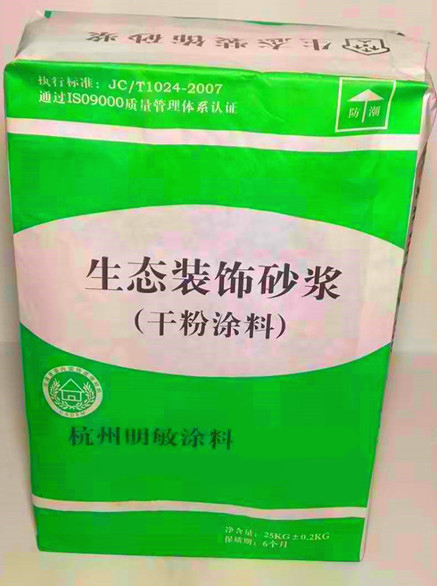 生态装饰砂浆
执行标准：JC/T1024-2007
通过ISO9000质量管理体系认证
防潮
生态装饰砂浆
(干粉涂料)
杭州明敏涂料
净含量：25KG±0.2KG
保质期：6个月